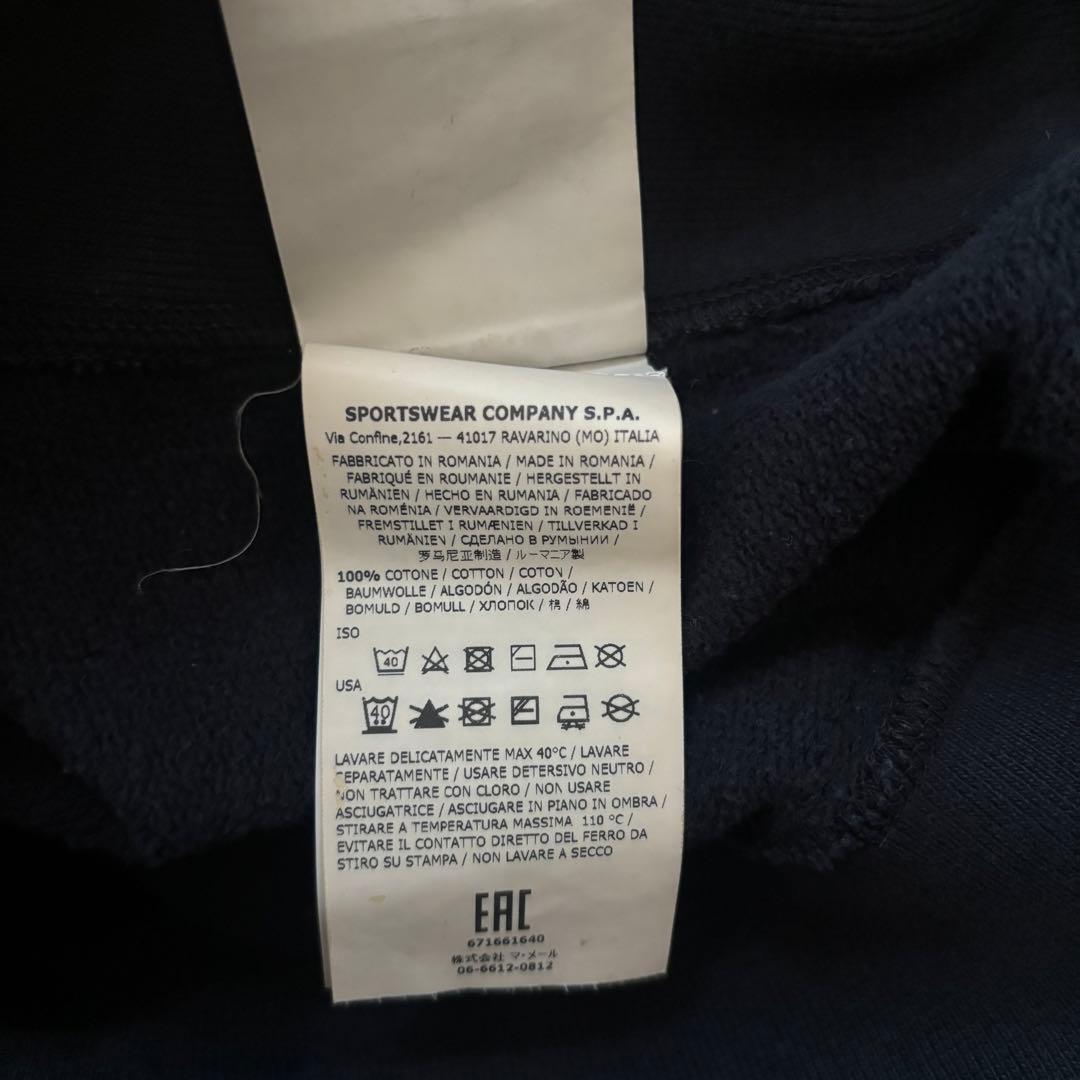 SPORTSWEAR COMPANY S.P.A.
Via Confine,2161 — 41017 RAVARINO (MO) ITALIA
FABBRICATO IN ROMANIA / MADE IN ROMANIA /
FABRIQUÉ EN ROUMANIE / HERGESTELLT IN
RUMÄNIEN / HECHO EN RUMANIA / FABRICADO
NA ROMÉNIA / VERVAARDIGD IN ROEMENIË /
FREMSTILLET I RUMÆNIEN / TILLVERKAD I
RUMÄNIEN / СДЕЛАНО В РУМЫНИИ /
罗马尼亚制造 / ルーマニア製
100% COTONE / COTTON / COTON /
BAUMWOLLE / ALGODÓN / ALGODÃO / KATOEN /
BOMULD / BOMULL / ХЛОПОК / 棉 / 綿
ISO
40
USA
40
LAVARE DELICATAMENTE MAX 40°C / LAVARE
SEPARATAMENTE / USARE DETERSIVO NEUTRO /
NON TRATTARE CON CLORO / NON USARE
ASCIUGATRICE / ASCIUGARE IN PIANO IN OMBRA /
STIRARE A TEMPERATURA MASSIMA 110 °C /
EVITARE IL CONTATTO DIRETTO DEL FERRO DA
STIRO SU STAMPA / NON LAVARE A SECCO
EAC
671661640
株式会社 マ・メール
06-6612-0812